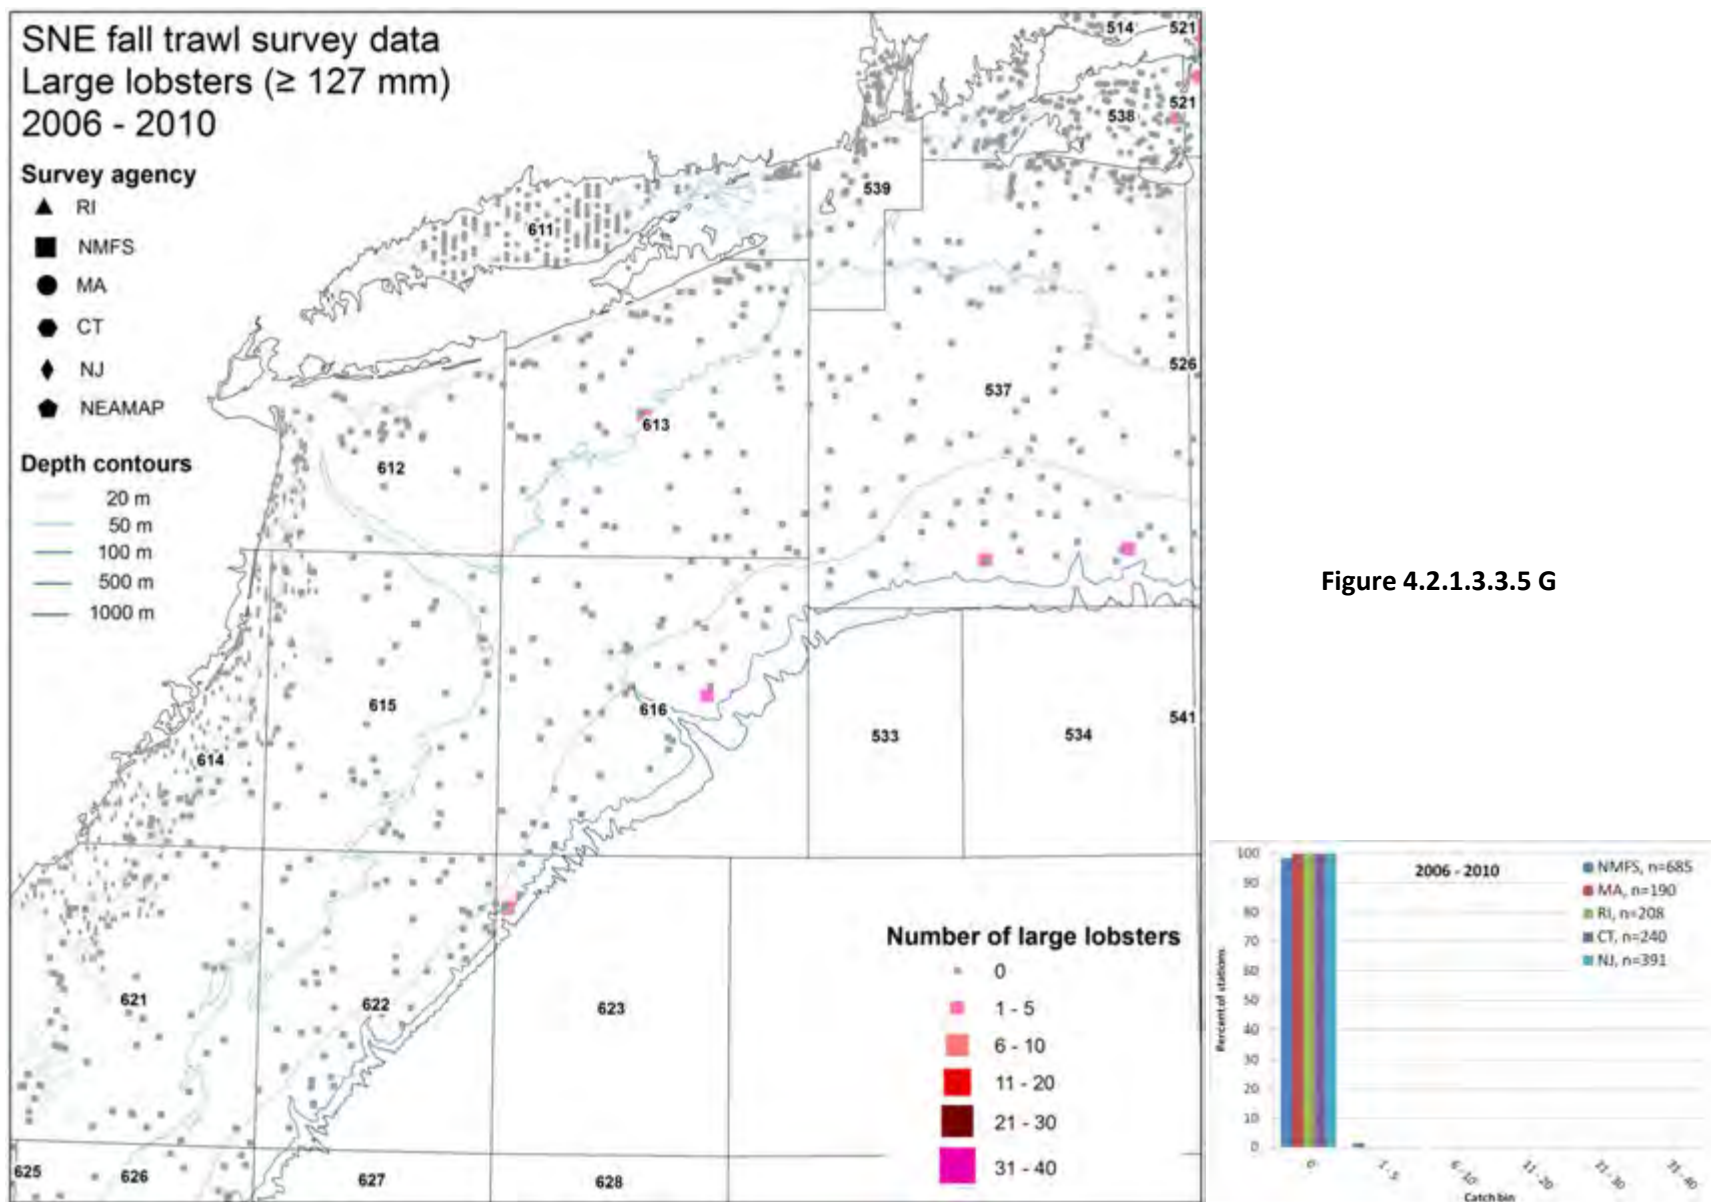 SNE fall trawl survey data
Large lobsters (≥ 127 mm)
2006 - 2010
Survey agency
RI
NMFS
MA
CT
NJ
NEAMAP
Depth contours
20 m
50 m
100 m
500 m
1000 m
514
521
521
538
539
611
526
537
613
612
616
615
614
533
534
541
621
622
623
625
626
627
628
Number of large lobsters
0
1 - 5
6 - 10
11 - 20
21 - 30
31 - 40
Figure 4.2.1.3.3.5 G
2006 - 2010
NMFS, n=685
MA, n=190
RI, n=208
CT, n=240
NJ, n=391
Percent of stations
100
90
80
70
60
50
40
30
20
10
0
0
1 - 5
6 - 10
11 - 20
21 - 30
31 - 40
Catch bin